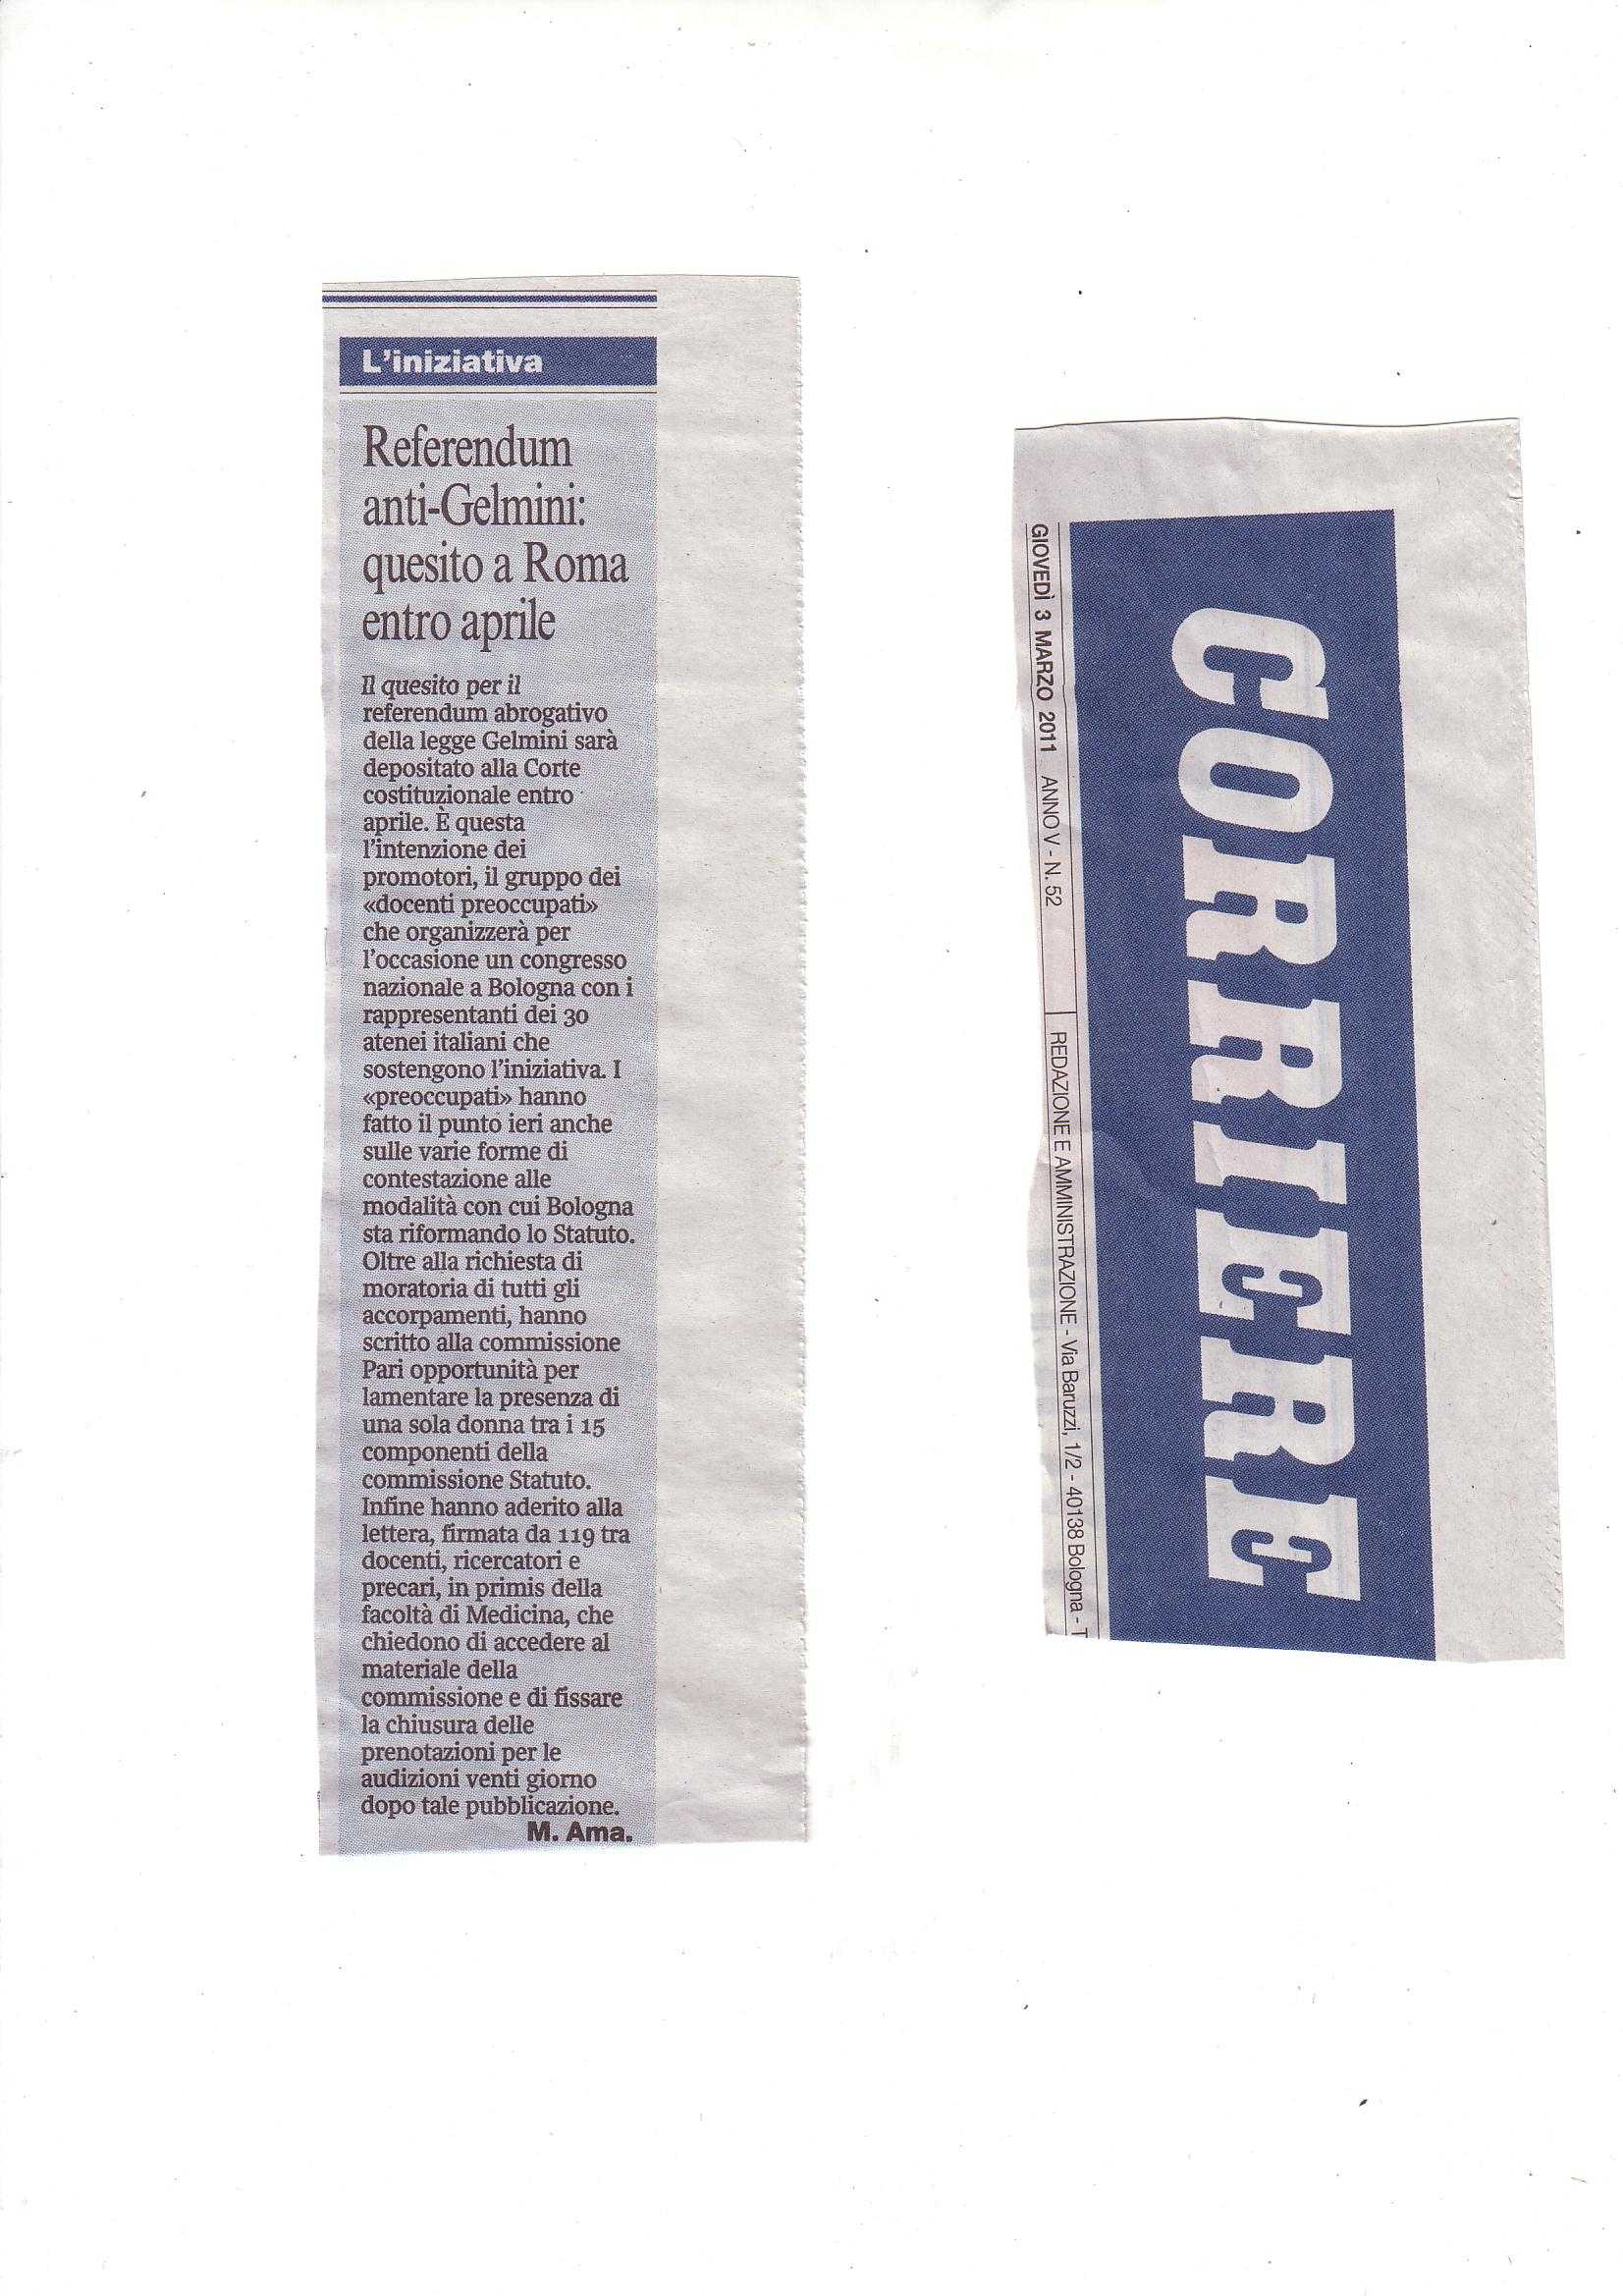 L'iniziativa
Referendum
anti-Gelmini:
quesito a Roma
entro aprile
Il quesito per il
referendum abrogativo
della legge Gelmini sarà
depositato alla Corte
costituzionale entro
aprile. È questa
l'intenzione dei
promotori, il gruppo dei
«docenti preoccupati»
che organizzerà per
l'occasione un congresso
nazionale a Bologna con i
rappresentanti dei 30
atenei italiani che
sostengono l'iniziativa. I
«preoccupati» hanno
fatto il punto ieri anche
sulle varie forme di
contestazione alle
modalità con cui Bologna
sta riformando lo Statuto.
Oltre alla richiesta di
moratoria di tutti gli
accorpamenti, hanno
scritto alla commissione
Pari opportunità per
lamentare la presenza di
una sola donna tra i 15
componenti della
commissione Statuto.
Infine hanno aderito alla
lettera, firmata da 119 tra
docenti, ricercatori e
precari, in primis della
facoltà di Medicina, che
chiedono di accedere al
materiale della
commissione e di fissare
la chiusura delle
prenotazioni per le
audizioni venti giorno
dopo tale pubblicazione.
M. Ama.
CORRIERE
GIOVEDÌ 3 MARZO 2011 ANNO V - N. 52
REDAZIONE E AMMINISTRAZIONE - Via Baruzzi, 1/2 - 40138 Bologna - T